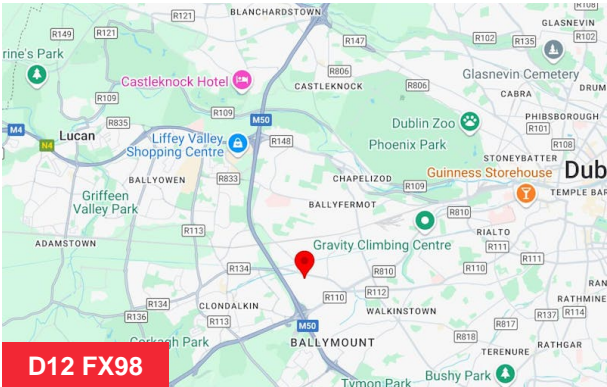 R108
BLANCHARDSTOWN
GLASNEVIN
R149
R121
R121
R147
R102
R135
R102
rine's Park
R806
Glasnevin Cemetery
Castleknock Hotel
CASTLEKNOCK
R806
CABRA
DRUM
R109
R109
Dublin Zoo
PHIBSBOROUGH
R835
M50
R101
M4
Lucan
Liffey Valley
Shopping Centre
R148
Phoenix Park
R108
N4
STONEYBATTER
BALLYOWEN
R833
CHAPELIZOD
R109
Guinness Storehouse
Dub
Griffeen
Valley Park
BALLYFERMOT
TEMPLE BAR
R810
R113
Gravity Climbing Centre
RIALTO
ADAMSTOWN
R111
R111
R134
R810
R110
R111
R134
CLONDALKIN
R110
R112
RAN
RATHMINE
R136
R113
WALKINSTOWN
R137
R114
M50
R818
R817
Corkagh Park
BALLYMOUNT
TERENURE
RATHGAR
D12 FX98
Tymon Park
Bushy Park